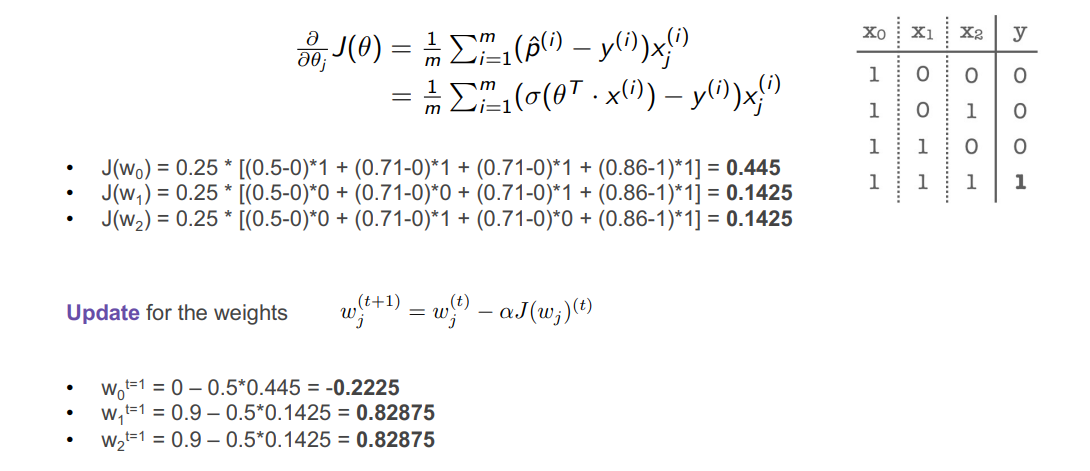 ∂/∂θ_j J(θ) = 1/m ∑_{i=1}^{m} (p̂^{(i)} − y^{(i)})x_j^{(i)}
= 1/m ∑_{i=1}^{m} (σ(θ^T · x^{(i)}) − y^{(i)})x_j^{(i)}
x₀ x₁ x₂ y
1 0 0 0
1 0 1 0
1 1 0 0
1 1 1 1
• J(w₀) = 0.25 * [(0.5-0)*1 + (0.71-0)*1 + (0.71-0)*1 + (0.86-1)*1] = 0.445
• J(w₁) = 0.25 * [(0.5-0)*0 + (0.71-0)*0 + (0.71-0)*1 + (0.86-1)*1] = 0.1425
• J(w₂) = 0.25 * [(0.5-0)*0 + (0.71-0)*1 + (0.71-0)*0 + (0.86-1)*1] = 0.1425
Update for the weights w_j^{(t+1)} = w_j^{(t)} − αJ(w_j)^{(t)}
• w₀^{t=1} = 0 – 0.5*0.445 = -0.2225
• w₁^{t=1} = 0.9 – 0.5*0.1425 = 0.82875
• w₂^{t=1} = 0.9 – 0.5*0.1425 = 0.82875